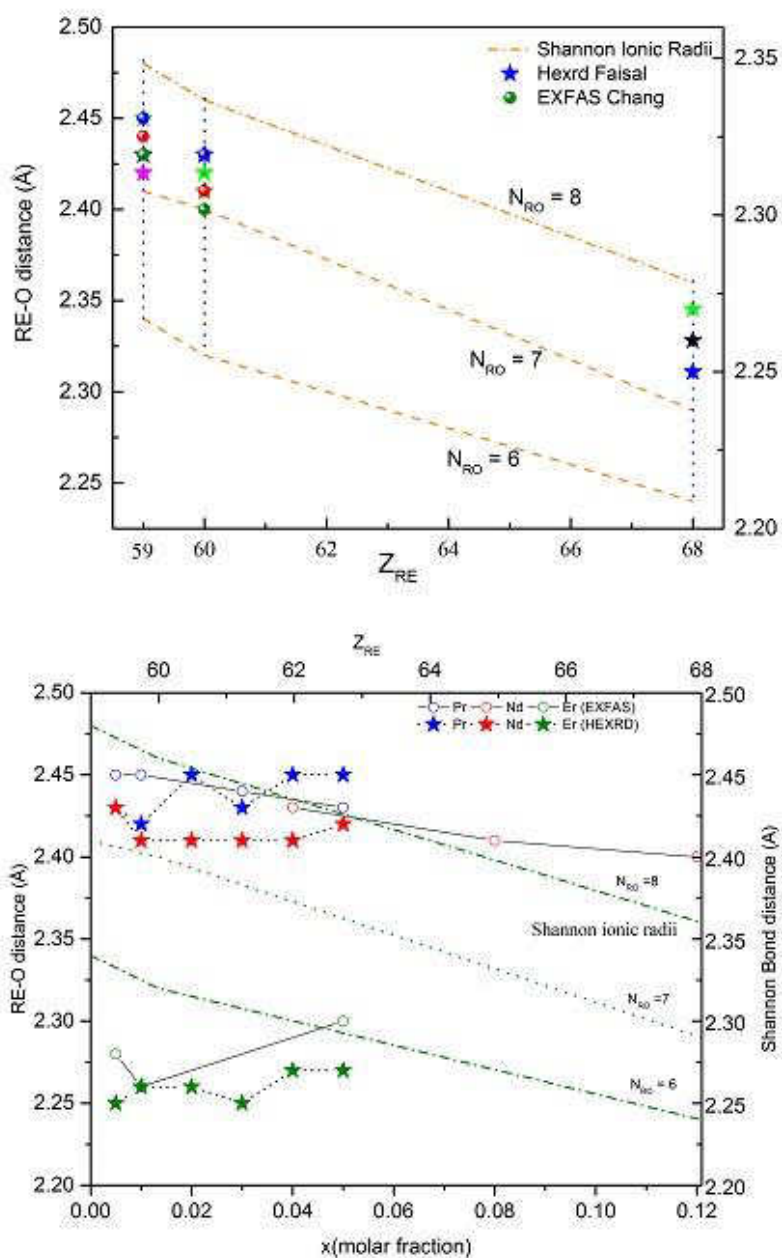 2.50
2.45
2.40
2.35
2.30
2.25
RE-O distance (Å)
Shannon Ionic Radii
Hexrd Faisal
EXFAS Chang
N_RO = 8
N_RO = 7
N_RO = 6
2.35
2.30
2.25
2.20
59 60 62 64 66 68
Z_RE
Z_RE
60 62 64 66 68
2.50
2.45
2.40
2.35
2.30
2.25
2.20
RE-O distance (Å)
Pr Nd Er (EXFAS)
Pr Nd Er (HEXRD)
N_RO =8
Shannon ionic radii
N_RO =7
N_RO = 6
2.50
2.45
2.40
2.35
2.30
2.25
2.20
Shannon Bond distance (Å)
0.00 0.02 0.04 0.06 0.08 0.10 0.12
x(molar fraction)